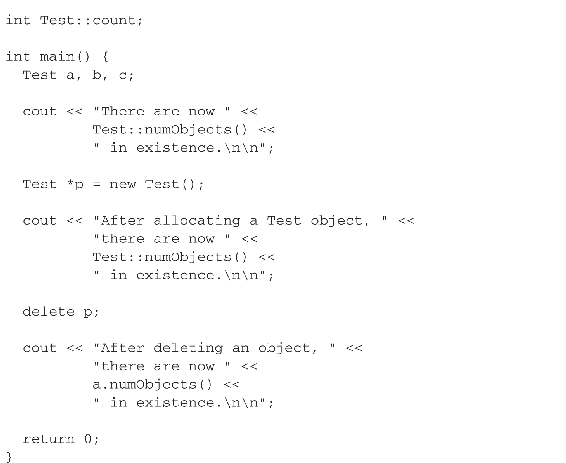 int Test::count;
int main() {
Test a, b, c;
cout << "There are now " <<
Test::numObjects() <<
" in existence.\n\n";
Test *p = new Test();
cout << "After allocating a Test object, " <<
"there are now " <<
Test::numObjects() <<
" in existence.\n\n";
delete p;
cout << "After deleting an object, " <<
"there are now " <<
a.numObjects() <<
" in existence.\n\n";
return 0;
}